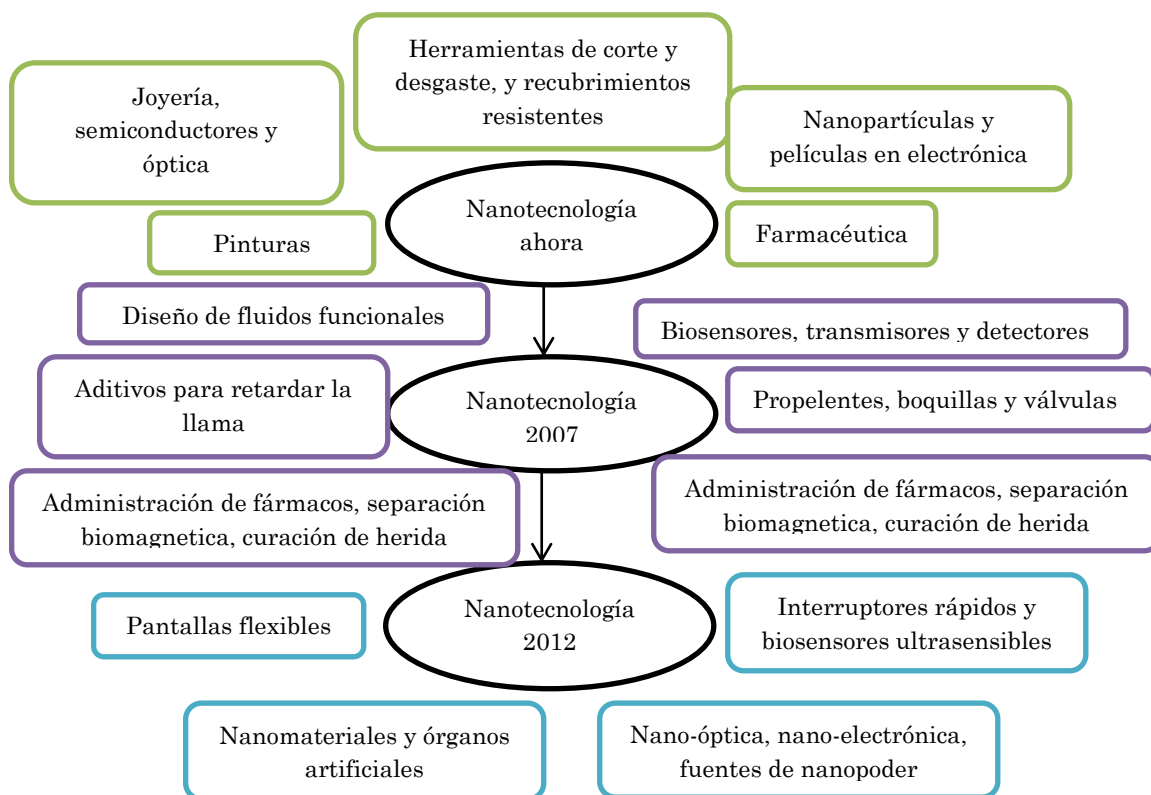 Herramientas de corte y
desgaste, y recubrimientos
resistentes
Joyería,
semiconductores y
óptica
Nanopartículas y
películas en electrónica
Nanotecnología
ahora
Pinturas
Farmacéutica
Diseño de fluidos funcionales
Biosensores, transmisores y detectores
Aditivos para retardar la
llama
Nanotecnología
2007
Propelentes, boquillas y válvulas
Administración de fármacos, separación
biomagnetica, curación de herida
Administración de fármacos, separación
biomagnetica, curación de herida
Pantallas flexibles
Nanotecnología
2012
Interruptores rápidos y
biosensores ultrasensibles
Nanomateriales y órganos
artificiales
Nano-óptica, nano-electrónica,
fuentes de nanopoder